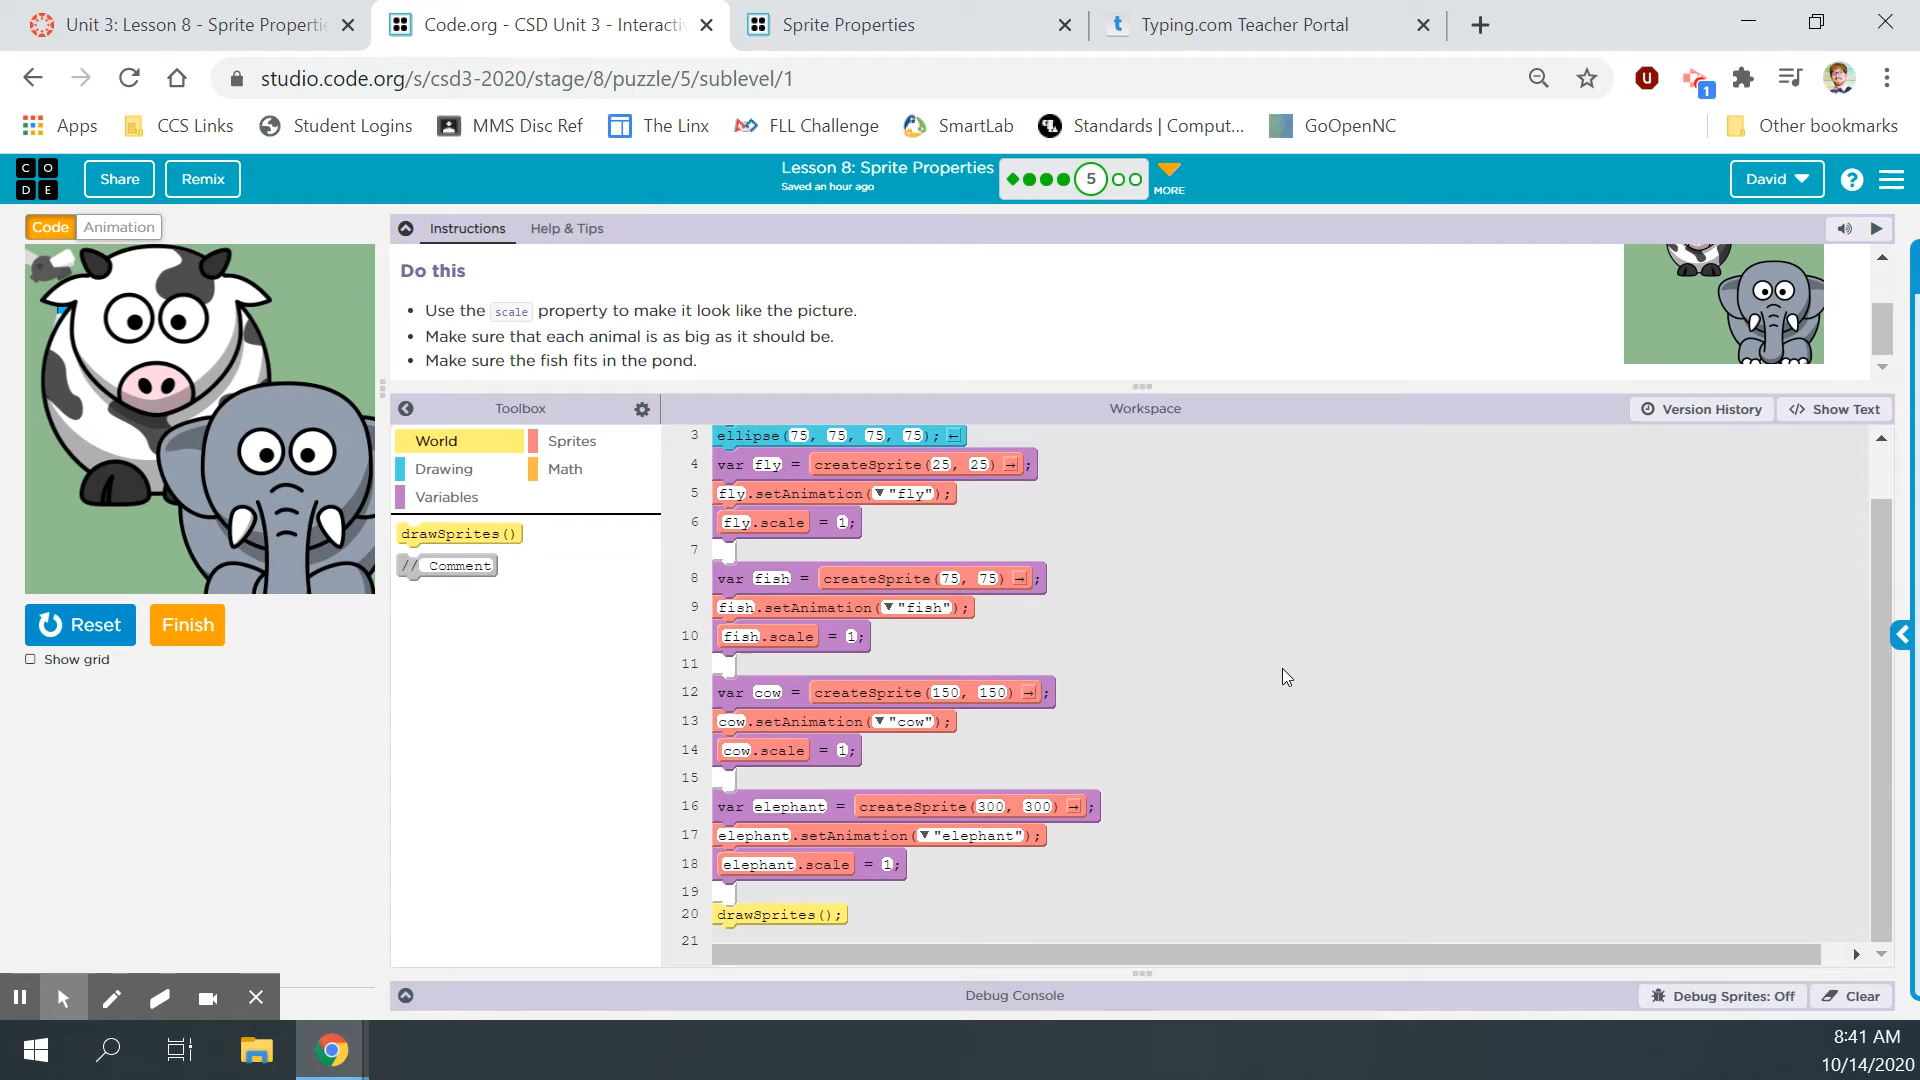 Unit 3: Lesson 8 - Sprite Properti
Code.org - CSD Unit 3 - Interacti
Sprite Properties
t Typing.com Teacher Portal
studio.code.org/s/csd3-2020/stage/8/puzzle/5/sublevel/1
U
1
Apps
CCS Links
Student Logins
MMS Disc Ref
The Linx
FLL Challenge
SmartLab
Standards | Comput...
GoOpenNC
Other bookmarks
C O
D E
Share
Remix
Lesson 8: Sprite Properties
Saved an hour ago
5
MORE
David
?
Code
Animation
Instructions
Help & Tips
Do this
• Use the scale property to make it look like the picture.
• Make sure that each animal is as big as it should be.
• Make sure the fish fits in the pond.
Toolbox
Workspace
Version History
</> Show Text
World
Sprites
Drawing
Math
Variables
drawSprites()
// Comment
3 ellipse(75, 75, 75, 75);
4 var fly = createSprite(25, 25);
5 fly.setAnimation("fly");
6 fly.scale = 1;
7
8 var fish = createSprite(75, 75);
9 fish.setAnimation("fish");
10 fish.scale = 1;
11
12 var cow = createSprite(150, 150);
13 cow.setAnimation("cow");
14 cow.scale = 1;
15
16 var elephant = createSprite(300, 300);
17 elephant.setAnimation("elephant");
18 elephant.scale = 1;
19
20 drawSprites();
21
Reset
Finish
Show grid
Debug Console
Debug Sprites: Off
Clear
8:41 AM
10/14/2020